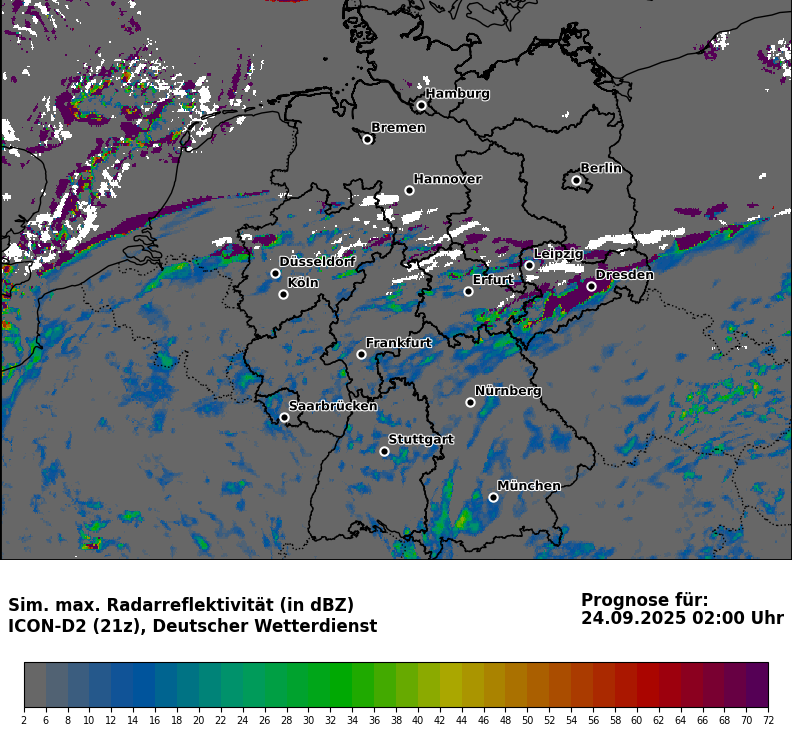 Hamburg
Bremen
Berlin
Hannover
Leipzig
Düsseldorf
Dresden
Köln
Erfurt
Frankfurt
Nürnberg
Saarbrücken
Stuttgart
München
Sim. max. Radarreflektivität (in dBZ)
ICON-D2 (21z), Deutscher Wetterdienst
Prognose für:
24.09.2025 02:00 Uhr
2 6 8 10 12 14 16 18 20 22 24 26 28 30 32 34 36 38 40 42 44 46 48 50 52 54 56 58 60 62 64 66 68 70 72